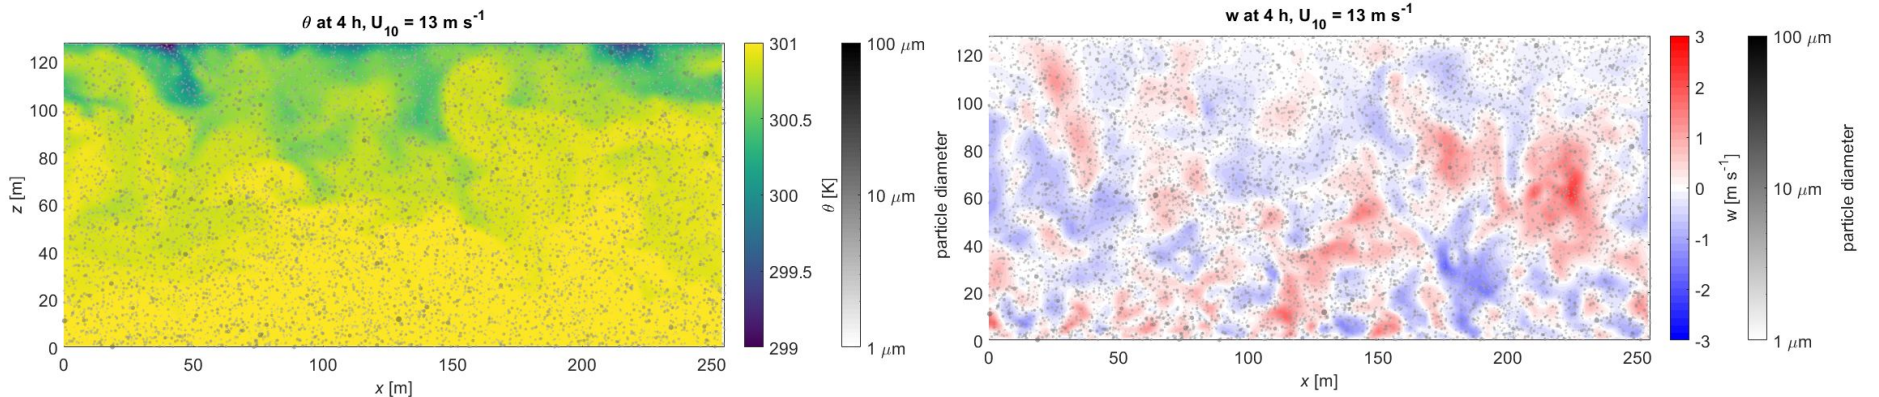 θ at 4 h, U10 = 13 m s-1
120
100
80
60
40
20
0
z [m]
0 50 100 150 200 250
x [m]
301
300.5
300
299.5
299
θ [K]
100 μm
10 μm
1 μm
particle diameter
w at 4 h, U10 = 13 m s-1
120
100
80
60
40
20
0
0 50 100 150 200 250
x [m]
3
2
1
0
-1
-2
-3
w [m s-1]
100 μm
10 μm
1 μm
particle diameter